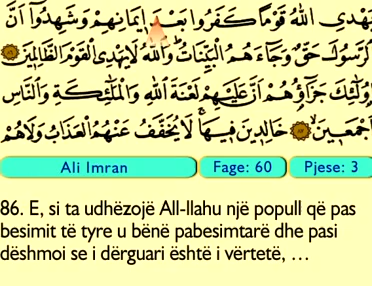 يَهْدِى اللّٰهُ قَوْمًا كَفَرُوا بَعْدَ اِيمَانِهِمْ وَشَهِدُوٓا اَنَّ
الرَّسُولَ حَقٌّ وَجَٓاءَهُمُ الْبَيِّنَاتُ وَاللّٰهُ لَا يَهْدِى الْقَوْمَ الظَّالِمِينَ
اُولٰٓئِكَ جَزَٓاؤُ۬هُمْ اَنَّ عَلَيْهِمْ لَعْنَةَ اللّٰهِ وَالْمَلٰٓئِكَةِ وَالنَّاسِ
اَجْمَعِينَ خَالِدِينَ فِيهَا لَا يُخَفَّفُ عَنْهُمُ الْعَذَابُ وَلَا هُمْ
Ali Imran Fage: 60 Pjese: 3
86. E, si ta udhëzojë All-llahu një popull që pas
besimit të tyre u bënë pabesimtarë dhe pasi
dëshmoi se i dërguari është i vërtetë, …